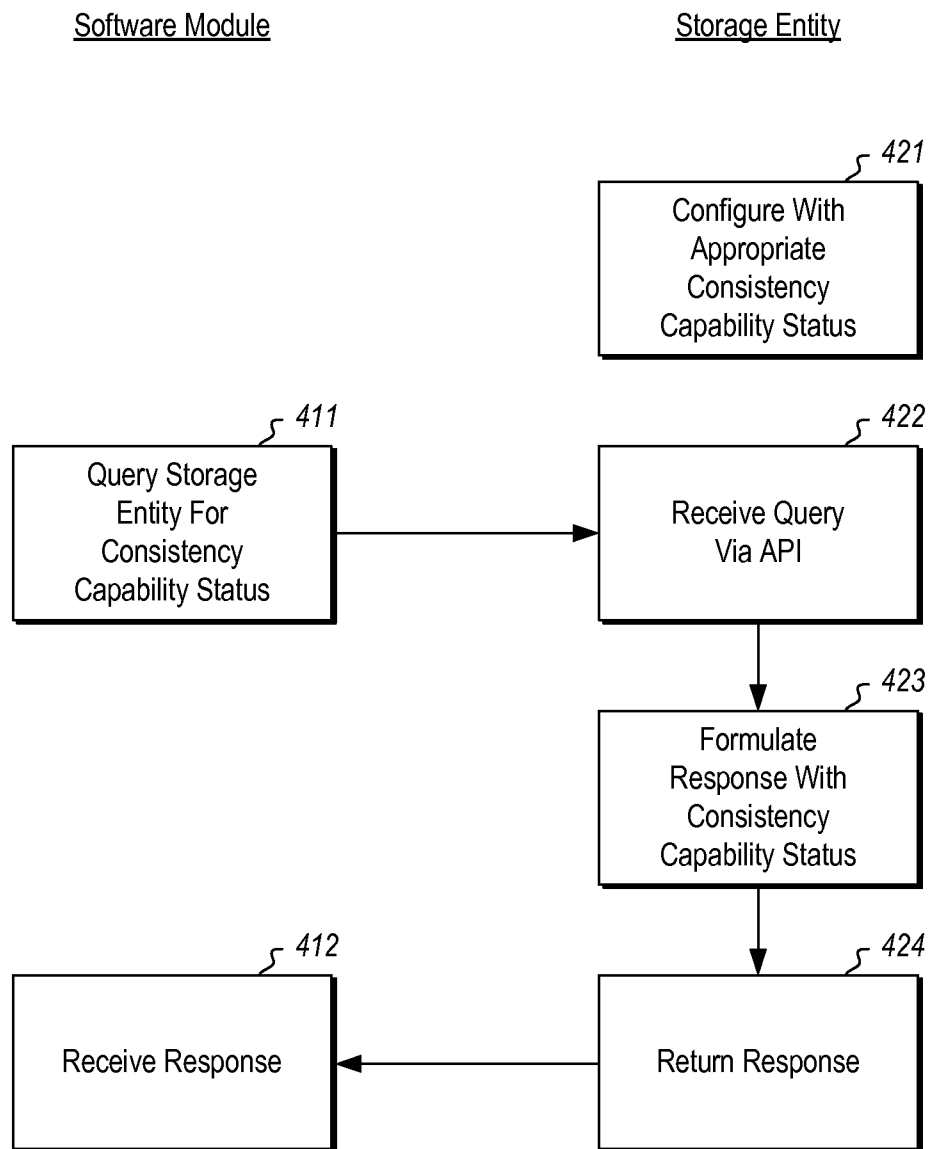 Software Module
Storage Entity
421
Configure With
Appropriate
Consistency
Capability Status
411
Query Storage
Entity For
Consistency
Capability Status
422
Receive Query
Via API
423
Formulate
Response With
Consistency
Capability Status
412
Receive Response
424
Return Response